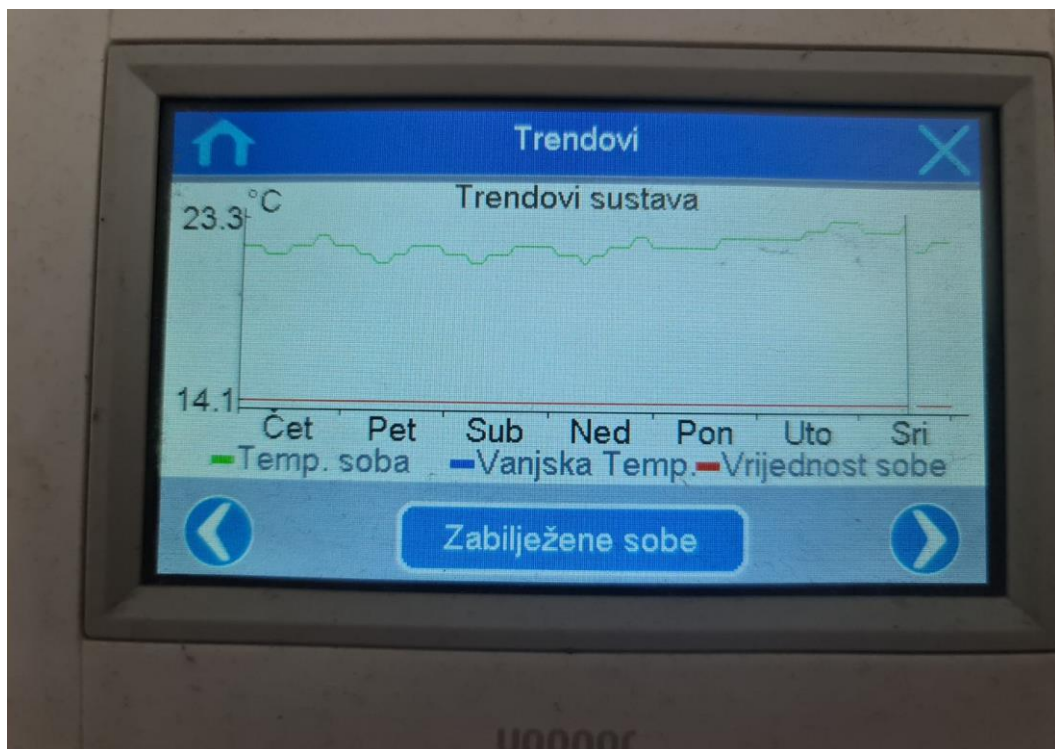 Trendovi
°C
Trendovi sustava
23.3
14.1
Čet Pet Sub Ned Pon Uto Sri
Temp. soba Vanjska Temp. Vrijednost sobe
Zabilježene sobe